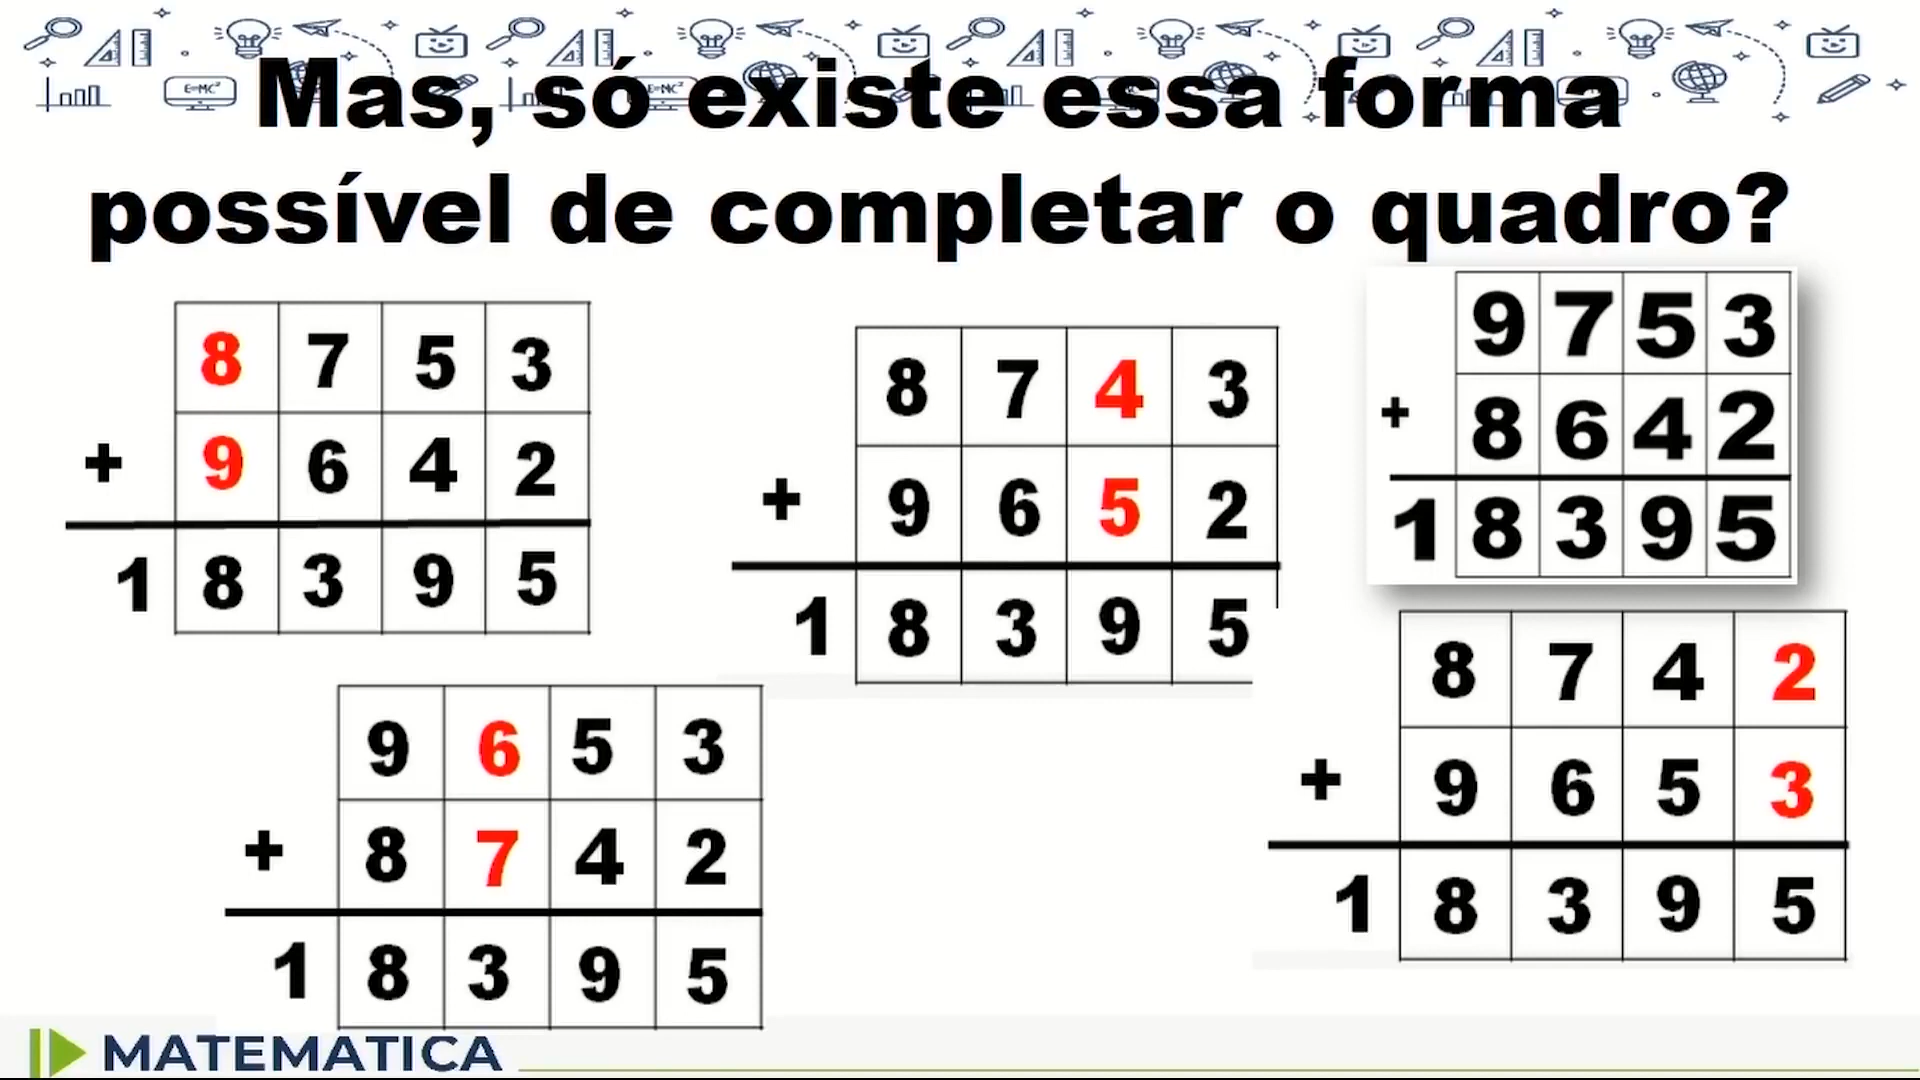 E=MC²
E=MC²
Mas, só existe essa forma
possível de completar o quadro?
8 7 5 3
+ 9 6 4 2
1 8 3 9 5
8 7 4 3
+ 9 6 5 2
1 8 3 9 5
9 7 5 3
+ 8 6 4 2
1 8 3 9 5
9 6 5 3
+ 8 7 4 2
1 8 3 9 5
8 7 4 2
+ 9 6 5 3
1 8 3 9 5
MATEMATICA